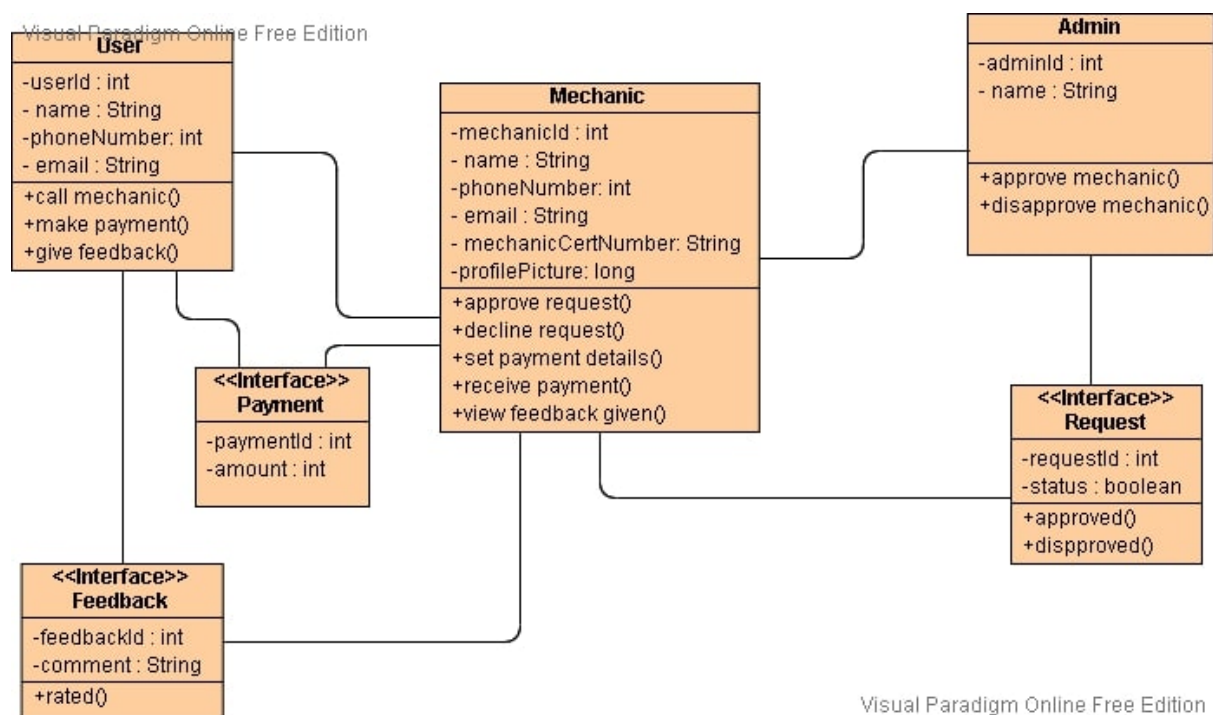 Visual Paradigm Online Free Edition
User
-userId : int
- name : String
-phoneNumber: int
- email : String
+call mechanic()
+make payment()
+give feedback()
Mechanic
-mechanicId : int
- name : String
-phoneNumber: int
- email : String
- mechanicCertNumber: String
-profilePicture: long
+approve request()
+decline request()
+set payment details()
+receive payment()
+view feedback given()
Admin
-adminId : int
- name : String
+approve mechanic()
+disapprove mechanic()
<<Interface>>
Payment
-paymentId : int
-amount : int
<<Interface>>
Request
-requestId : int
-status : boolean
+approved()
+dispproved()
<<Interface>>
Feedback
-feedbackId : int
-comment : String
+rated()
Visual Paradigm Online Free Edition